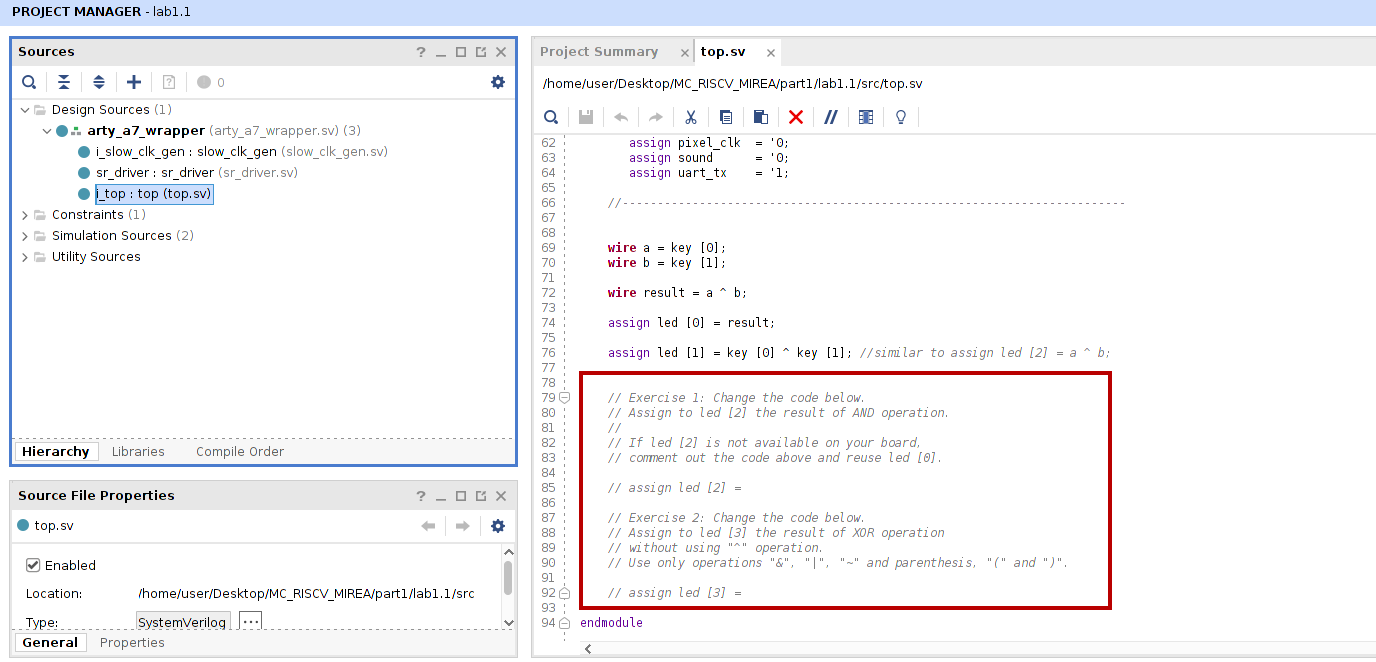 PROJECT MANAGER - lab1.1
Sources
? 
0
Design Sources (1)
arty_a7_wrapper (arty_a7_wrapper.sv) (3)
i_slow_clk_gen : slow_clk_gen (slow_clk_gen.sv)
sr_driver : sr_driver (sr_driver.sv)
i_top : top (top.sv)
Constraints (1)
Simulation Sources (2)
Utility Sources
Hierarchy Libraries Compile Order
Source File Properties
?
top.sv
Enabled
Location: /home/user/Desktop/MC_RISCV_MIREA/part1/lab1.1/src
Type: SystemVerilog ...
General Properties
Project Summary top.sv
/home/user/Desktop/MC_RISCV_MIREA/part1/lab1.1/src/top.sv
62 assign pixel_clk = '0;
63 assign sound = '0;
64 assign uart_tx = '1;
65
66 //------------------------------------------------------------------------
67
68
69 wire a = key [0];
70 wire b = key [1];
71
72 wire result = a ^ b;
73
74 assign led [0] = result;
75
76 assign led [1] = key [0] ^ key [1]; //similar to assign led [2] = a ^ b;
77
78
79 // Exercise 1: Change the code below.
80 // Assign to led [2] the result of AND operation.
81 //
82 // If led [2] is not available on your board,
83 // comment out the code above and reuse led [0].
84
85 // assign led [2] =
86
87 // Exercise 2: Change the code below.
88 // Assign to led [3] the result of XOR operation
89 // without using "^" operation.
90 // Use only operations "&", "|", "~" and parenthesis, "(" and ")".
91
92 // assign led [3] =
93
94 endmodule